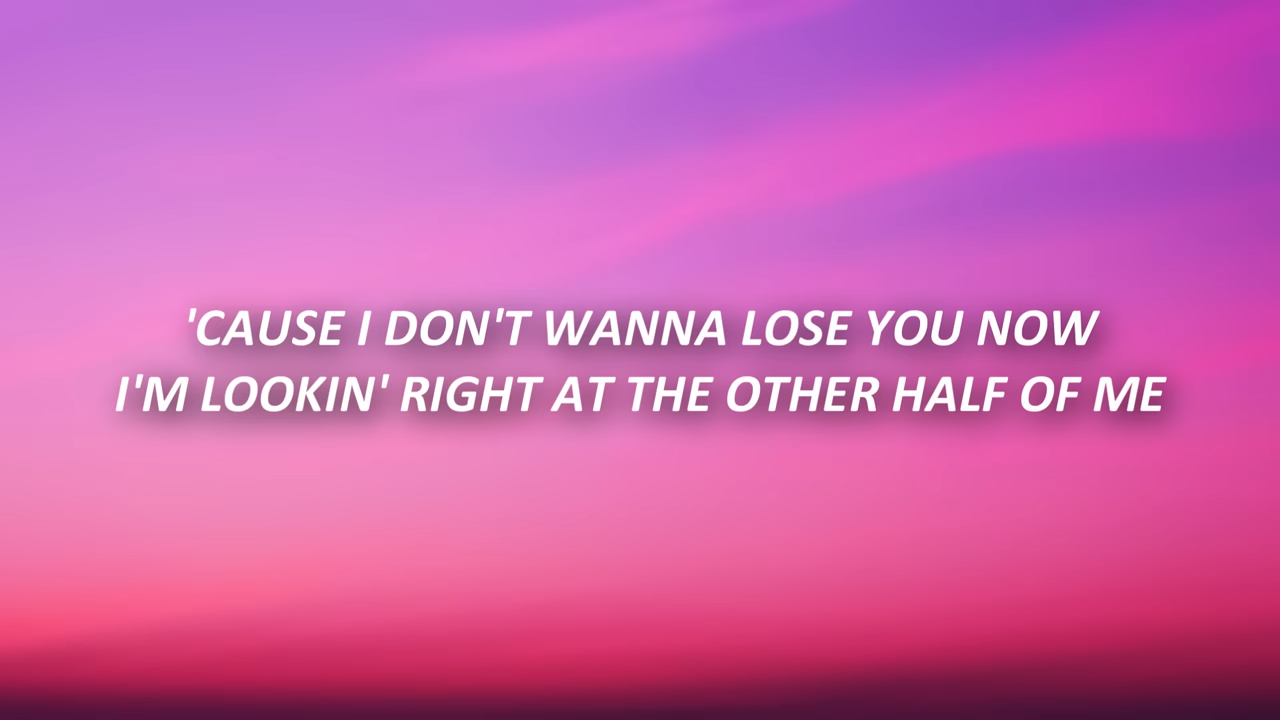 'CAUSE I DON'T WANNA LOSE YOU NOW
I'M LOOKIN' RIGHT AT THE OTHER HALF OF ME